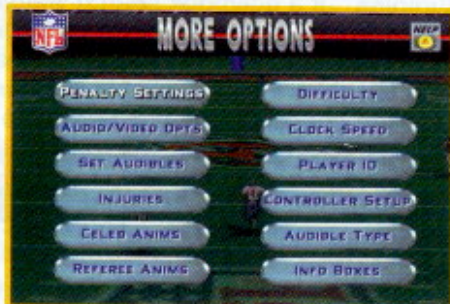 NFL
MORE OPTIONS
HELP
PENALTY SETTINGS
DIFFICULTY
AUDIO/VIDEO OPTS
CLOCK SPEED
SET AUDIBLES
PLAYER ID
INJURIES
CONTROLLER SETUP
CELEB ANIMS
AUDIBLE TYPE
REFEREE ANIMS
INFO BOXES